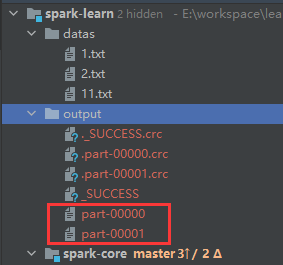 spark-learn 2 hidden - E:\workspace\lea
datas
1.txt
2.txt
11.txt
output
._SUCCESS.crc
.part-00000.crc
.part-00001.crc
_SUCCESS
part-00000
part-00001
spark-core master 3↑ / 2 Δ